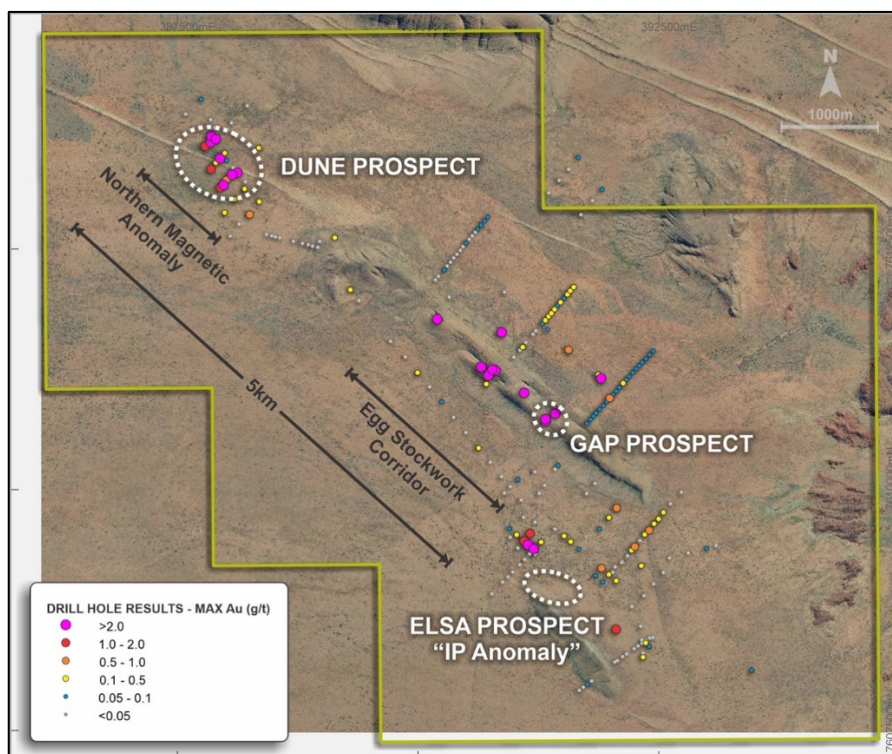 387500mE
392500mE
N
1000m
DUNE PROSPECT
Northern Magnetic
Anomaly
5km
Egg Stockwork
Corridor
GAP PROSPECT
ELSA PROSPECT
“IP Anomaly”
DRILL HOLE RESULTS - MAX Au (g/t)
>2.0
1.0 - 2.0
0.5 - 1.0
0.1 - 0.5
0.05 - 0.1
<0.05